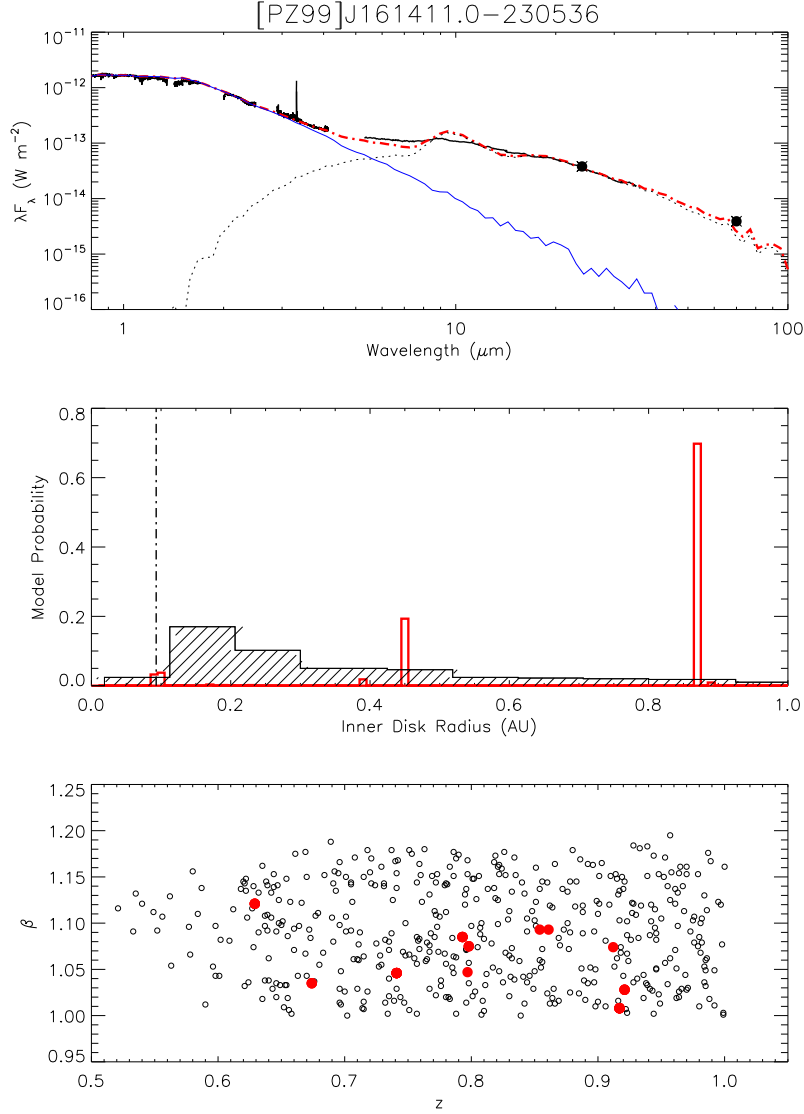 [PZ99]J161411.0−230536
10⁻¹¹
10⁻¹²
10⁻¹³
10⁻¹⁴
10⁻¹⁵
10⁻¹⁶
λFλ (W m⁻²)
1 10 100
Wavelength (μm)
0.8
0.6
0.4
0.2
0.0
Model Probability
0.0 0.2 0.4 0.6 0.8 1.0
Inner Disk Radius (AU)
1.25
1.20
1.15
1.10
1.05
1.00
0.95
β
0.5 0.6 0.7 0.8 0.9 1.0
z